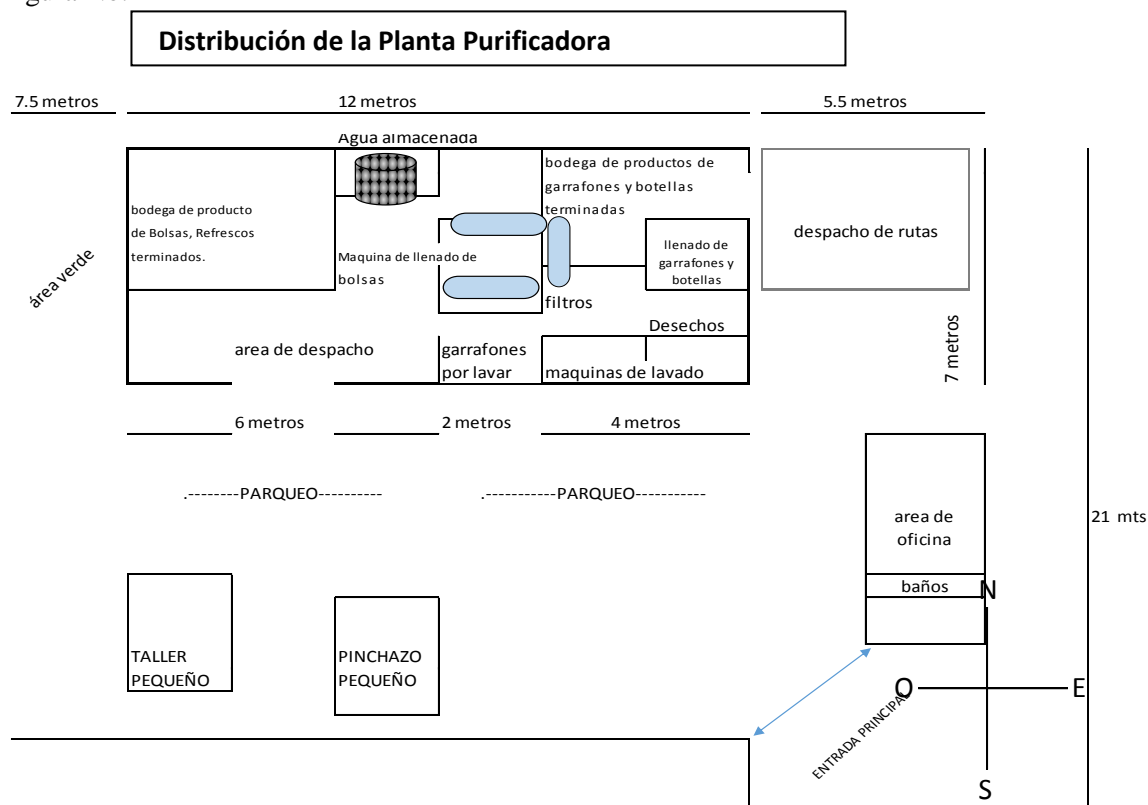 Distribución de la Planta Purificadora
7.5 metros
12 metros
5.5 metros
Agua almacenada
bodega de productos de
garrafones y botellas
terminadas
bodega de producto
de Bolsas, Refrescos
terminados.
Maquina de llenado de
bolsas
llenado de
garrafones y
botellas
despacho de rutas
área verde
filtros
Desechos
area de despacho
garrafones
por lavar
maquinas de lavado
7 metros
6 metros
2 metros
4 metros
.--------PARQUEO----------
.-----------PARQUEO-----------
area de
oficina
21 mts
baños
N
TALLER
PEQUEÑO
PINCHAZO
PEQUEÑO
O
E
ENTRADA PRINCIPAL
S